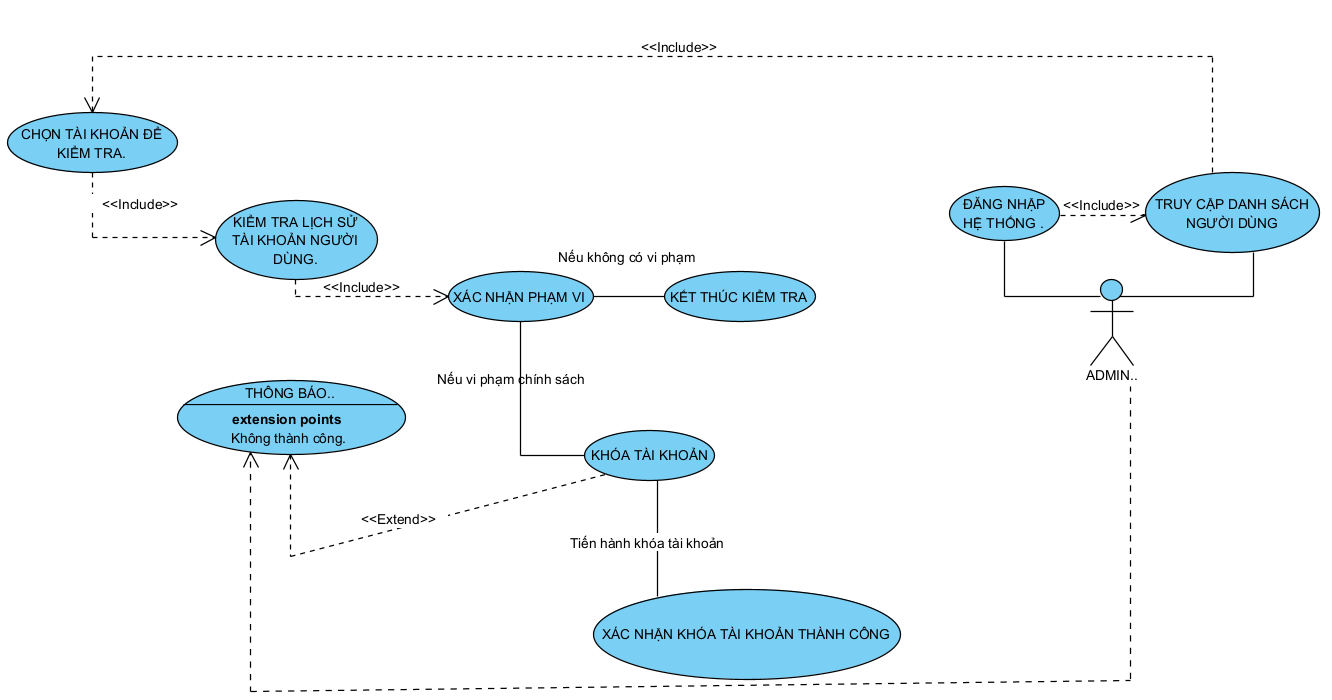 <<Include>>
CHỌN TÀI KHOẢN ĐỂ
KIỂM TRA.
<<Include>>
KIỂM TRA LỊCH SỬ
TÀI KHOẢN NGƯỜI
DÙNG.
<<Include>>
ĐĂNG NHẬP
HỆ THỐNG .
<<Include>>
TRUY CẬP DANH SÁCH
NGƯỜI DÙNG
Nếu không có vi phạm
XÁC NHẬN PHẠM VI
KẾT THÚC KIỂM TRA
ADMIN..
Nếu vi phạm chính sách
THÔNG BÁO..
extension points
Không thành công.
KHÓA TÀI KHOẢN
<<Extend>>
Tiến hành khóa tài khoản
XÁC NHẬN KHÓA TÀI KHOẢN THÀNH CÔNG